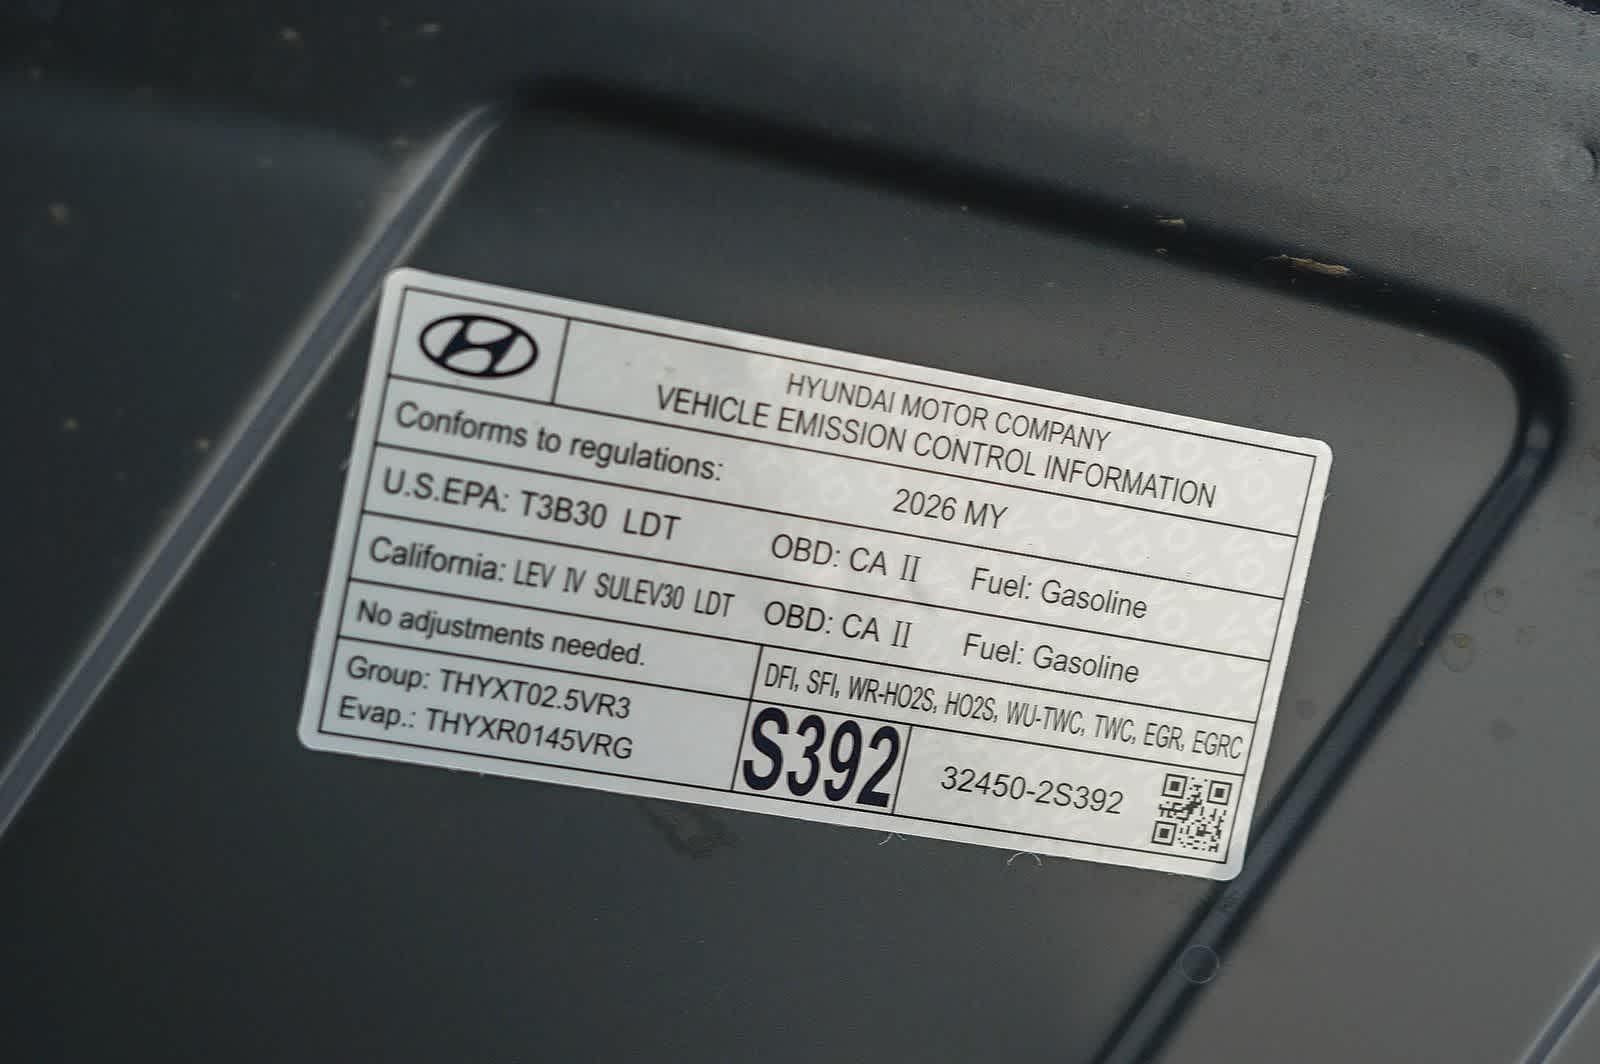 HYUNDAI MOTOR COMPANY
VEHICLE EMISSION CONTROL INFORMATION
Conforms to regulations: 2026 MY
U.S.EPA: T3B30 LDT OBD: CA II Fuel: Gasoline
California: LEV IV SULEV30 LDT OBD: CA II Fuel: Gasoline
No adjustments needed.
DFI, SFI, WR-HO2S, HO2S, WU-TWC, TWC, EGR, EGRC
Group: THYXT02.5VR3
Evap.: THYXR0145VRG
S392
32450-2S392